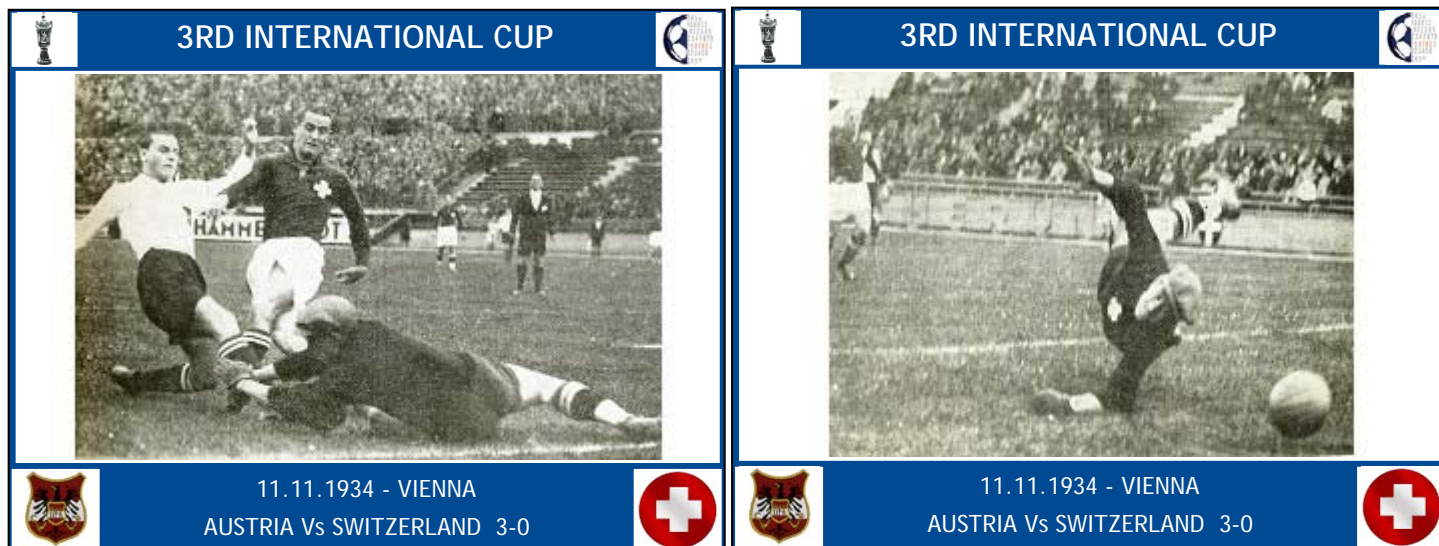 3RD INTERNATIONAL CUP
HAMME
11.11.1934 - VIENNA
AUSTRIA Vs SWITZERLAND 3-0
3RD INTERNATIONAL CUP
11.11.1934 - VIENNA
AUSTRIA Vs SWITZERLAND 3-0